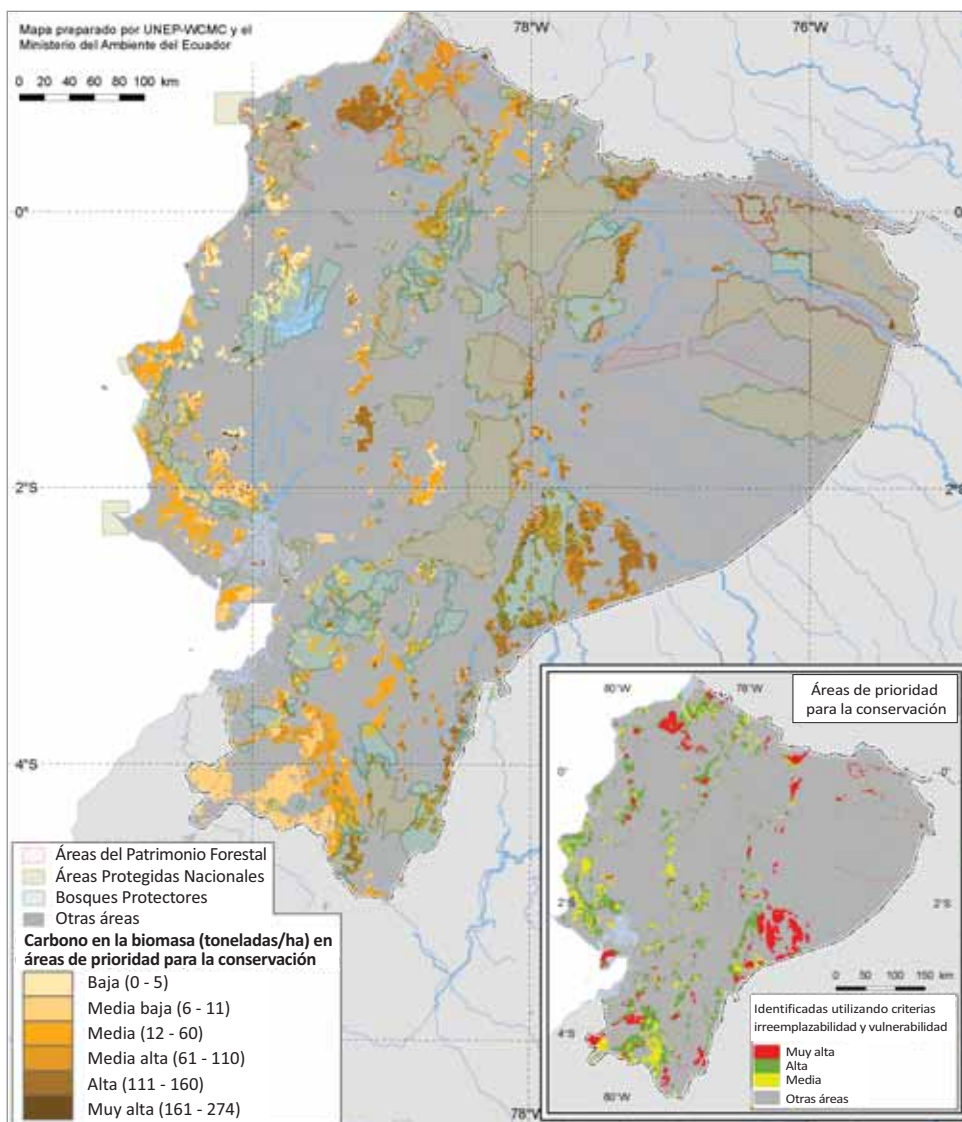 Mapa preparado por UNEP-WCMC y el
Ministerio del Ambiente del Ecuador
0 20 40 60 80 100 km
78°W
76°W
0°
0°
2°S
2°S
4°S
78°W
Áreas del Patrimonio Forestal
Áreas Protegidas Nacionales
Bosques Protectores
Otras áreas
Carbono en la biomasa (toneladas/ha) en
áreas de prioridad para la conservación
Baja (0 - 5)
Media baja (6 - 11)
Media (12 - 60)
Media alta (61 - 110)
Alta (111 - 160)
Muy alta (161 - 274)
80°W
78°W
Áreas de prioridad
para la conservación
0°
0°
2°S
2°S
4°S
80°W
0 50 100 150 km
Identificadas utilizando criterias
irreemplazabilidad y vulnerabilidad
Muy alta
Alta
Media
Otras áreas